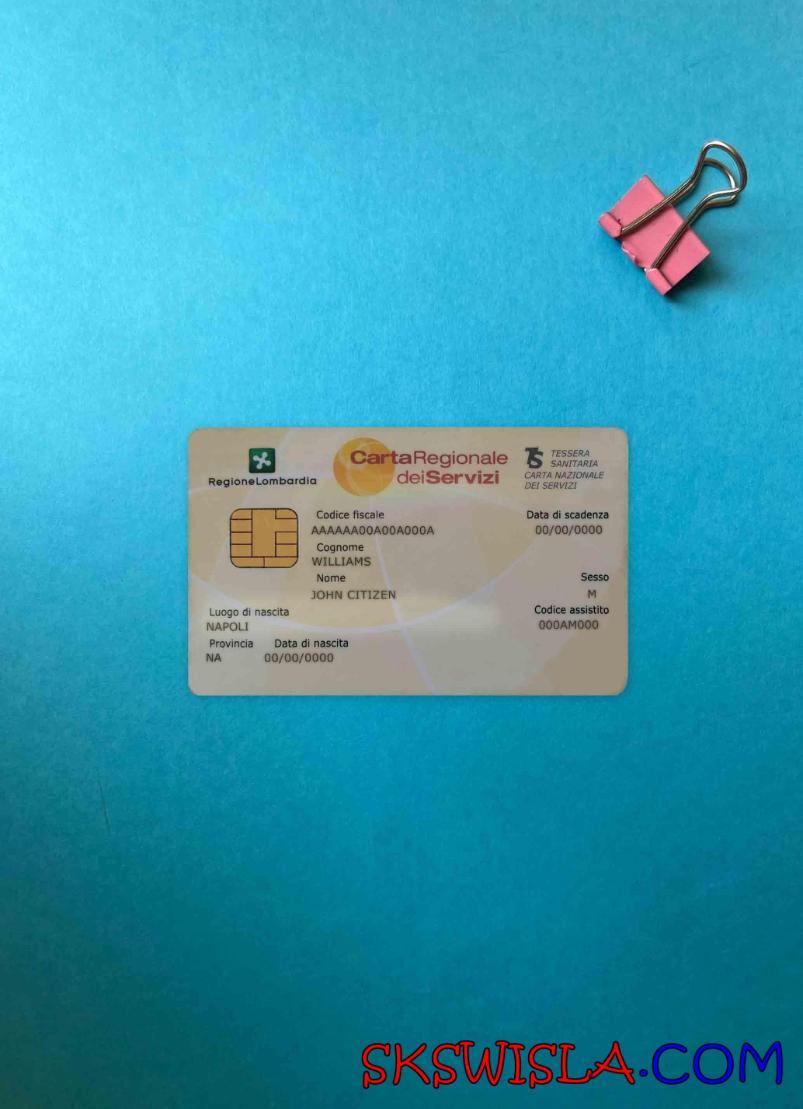 RegioneLombardia
CartaRegionale
deiServizi
TS TESSERA
SANITARIA
CARTA NAZIONALE
DEI SERVIZI
Codice fiscale
AAAAAA00A00A000A
Data di scadenza
00/00/0000
Cognome
WILLIAMS
Nome
JOHN CITIZEN
Sesso
M
Luogo di nascita
NAPOLI
Codice assistito
000AM000
Provincia Data di nascita
NA 00/00/0000
SKSWISLA.COM